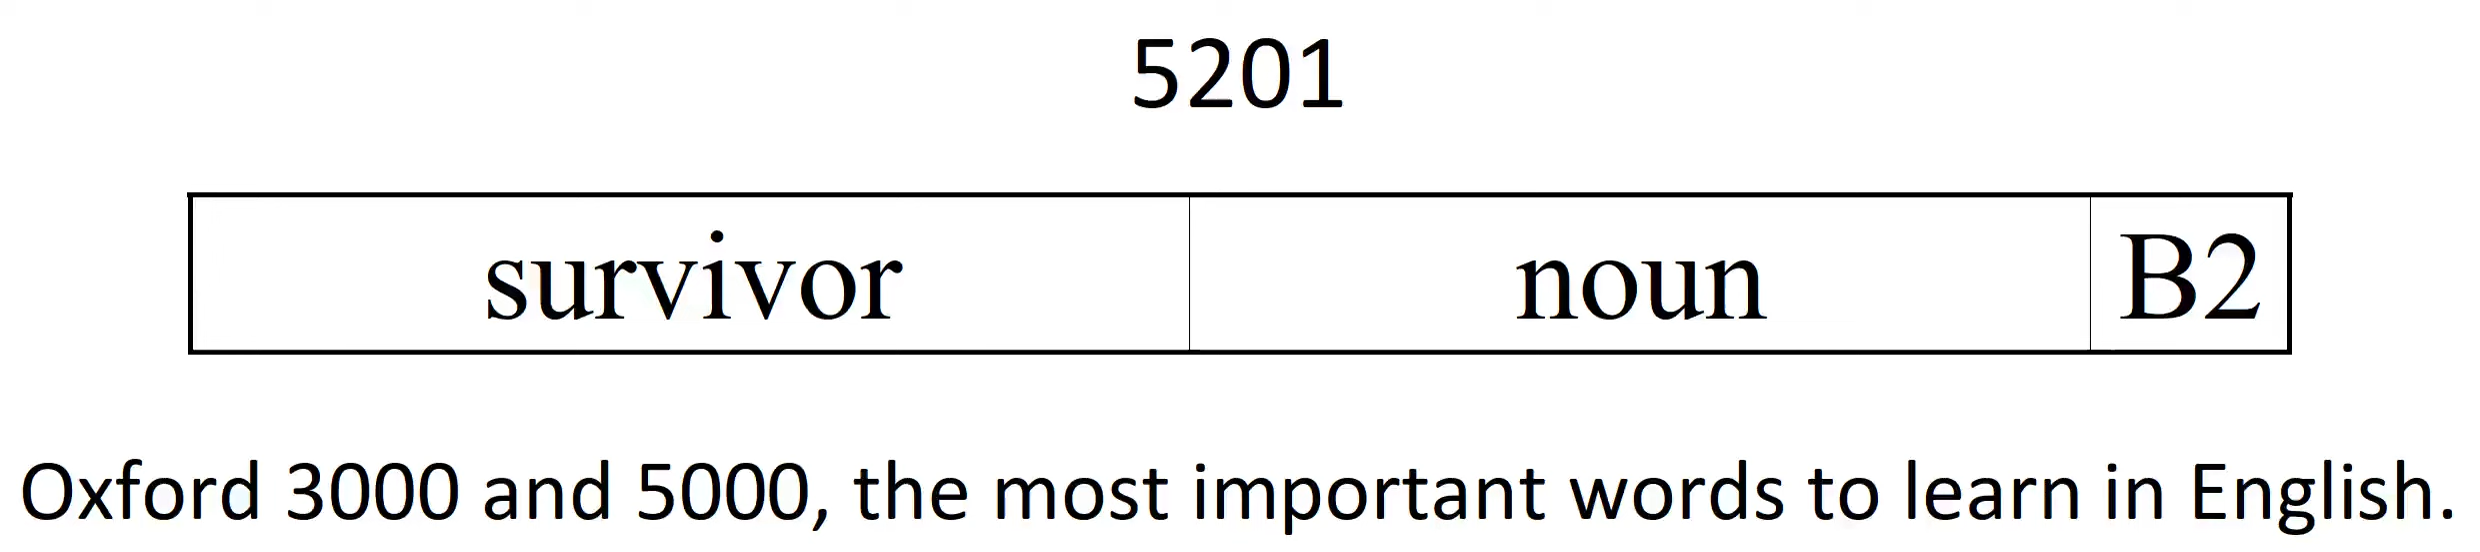 5201
survivor noun B2
Oxford 3000 and 5000, the most important words to learn in English.